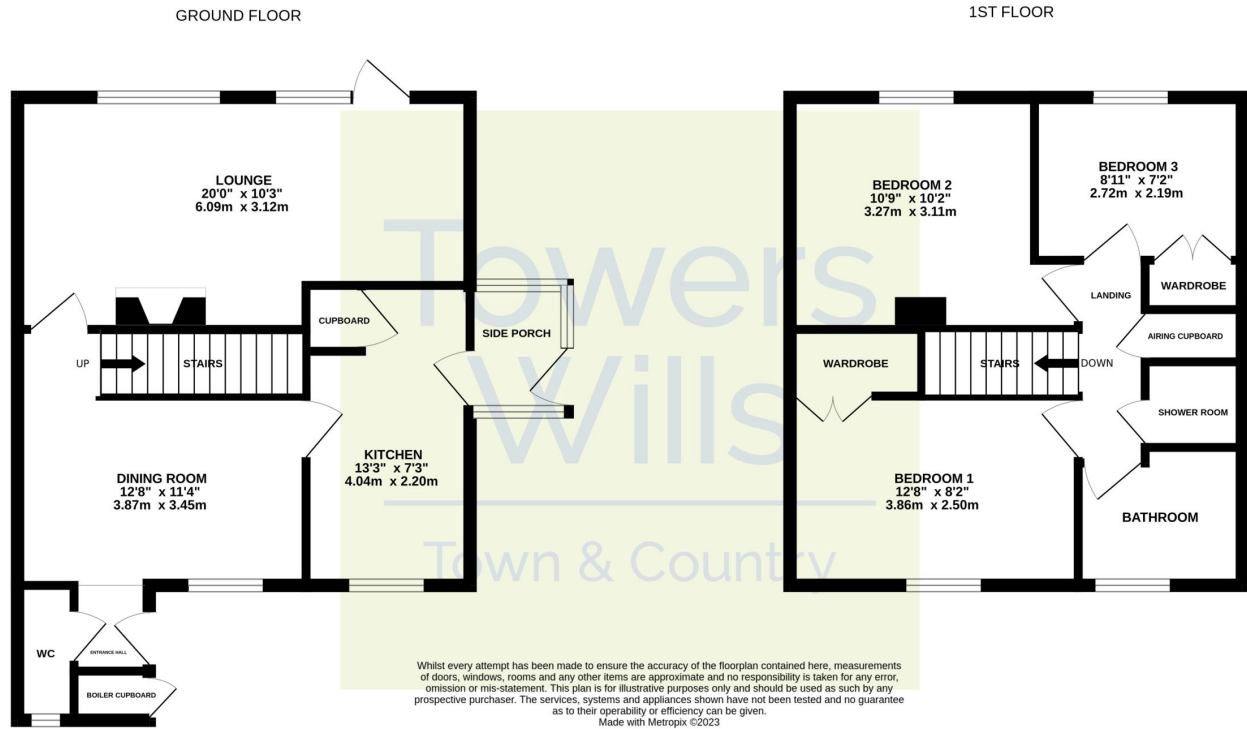 GROUND FLOOR
1ST FLOOR
LOUNGE
20'0" x 10'3"
6.09m x 3.12m
CUPBOARD
SIDE PORCH
UP
STAIRS
KITCHEN
13'3" x 7'3"
4.04m x 2.20m
DINING ROOM
12'8" x 11'4"
3.87m x 3.45m
WC
ENTRANCE HALL
BOILER CUPBOARD
BEDROOM 2
10'9" x 10'2"
3.27m x 3.11m
BEDROOM 3
8'11" x 7'2"
2.72m x 2.19m
LANDING
WARDROBE
AIRING CUPBOARD
WARDROBE
STAIRS
DOWN
SHOWER ROOM
BEDROOM 1
12'8" x 8'2"
3.86m x 2.50m
BATHROOM
Towers
Wills
Town & Country
Whilst every attempt has been made to ensure the accuracy of the floorplan contained here, measurements
of doors, windows, rooms and any other items are approximate and no responsibility is taken for any error,
omission or mis-statement. This plan is for illustrative purposes only and should be used as such by any
prospective purchaser. The services, systems and appliances shown have not been tested and no guarantee
as to their operability or efficiency can be given.
Made with Metropix ©2023